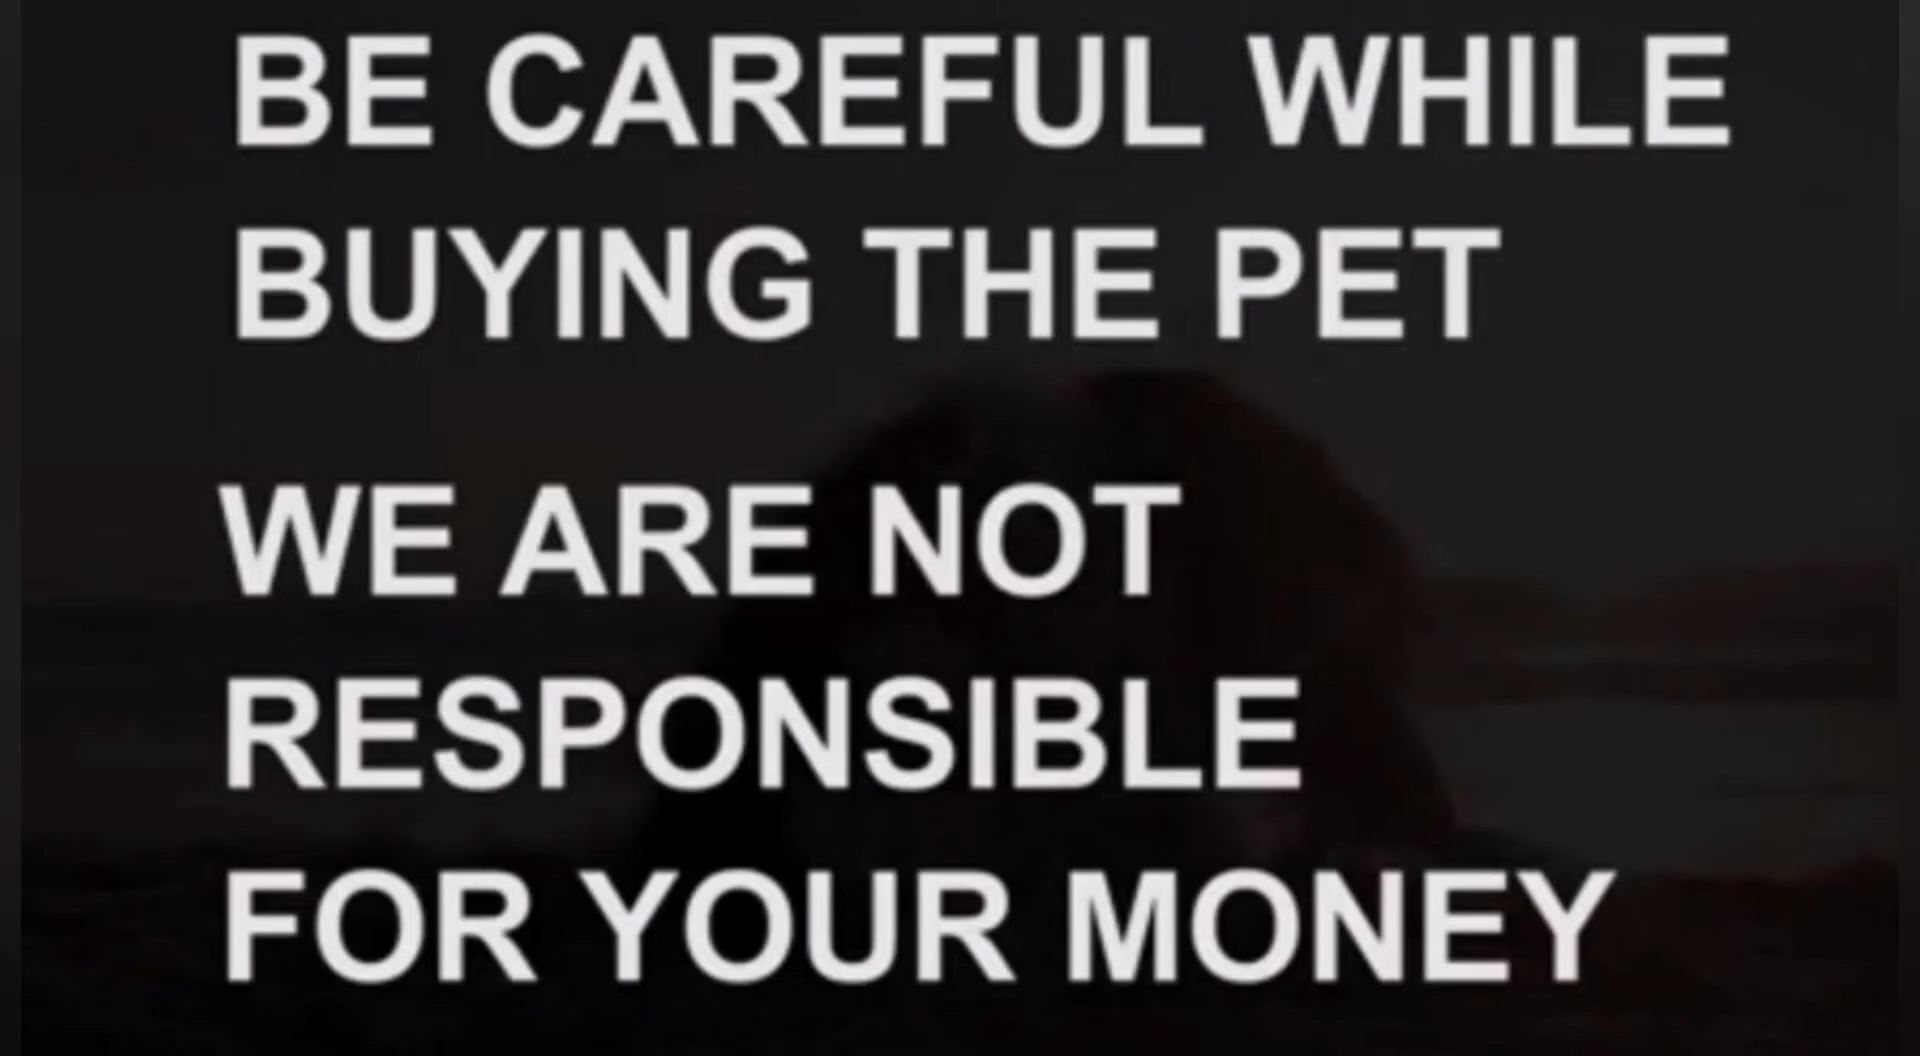 BE CAREFUL WHILE
BUYING THE PET
WE ARE NOT
RESPONSIBLE
FOR YOUR MONEY